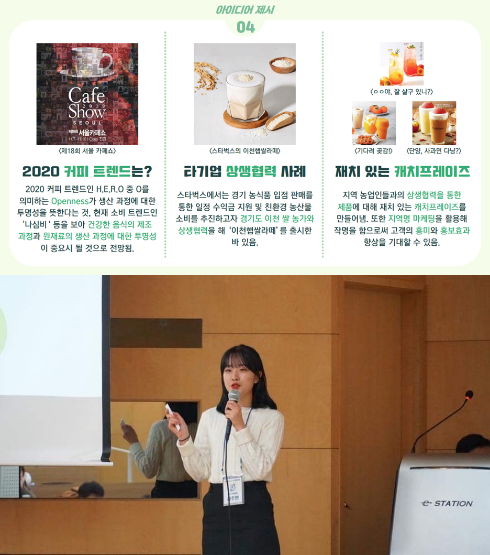 아이디어 제시
04
Cafe
Show
SEOUL
〈제18회 서울 카페쇼〉
2020 커피 트렌드는?
2020 커피 트렌드인 H.E.R.O 중 O를
의미하는 Openness가 생산 과정에 대한
투명성을 뜻한다는 것, 현재 소비 트렌드인
'나심비' 등을 보아 건강한 음식의 제조
과정과 원재료의 생산 과정에 대한 투명성
이 중요시 될 것으로 전망됨.
〈스타벅스의 이천햅쌀라떼〉
타기업 상생협력 사례
스타벅스에서는 경기 농식품 입점 판매를
통한 일정 수익금 지원 및 친환경 농산물
소비를 추진하고자 경기도 이천 쌀 농가와
상생협력을 해 '이천햅쌀라떼'를 출시한
바 있음.
〈ㅇㅇ야, 잘 살구 있니?〉
〈기다려 곶감!〉
〈단양, 사과면 다냥?〉
재치 있는 캐치프레이즈
지역 농업인들과의 상생협력을 통한
제품에 대해 재치 있는 캐치프레이즈를
만들어냄. 또한 지역명 마케팅을 활용해
작명을 함으로써 고객의 흥미와 홍보효과
향상을 기대할 수 있음.
e-STATION